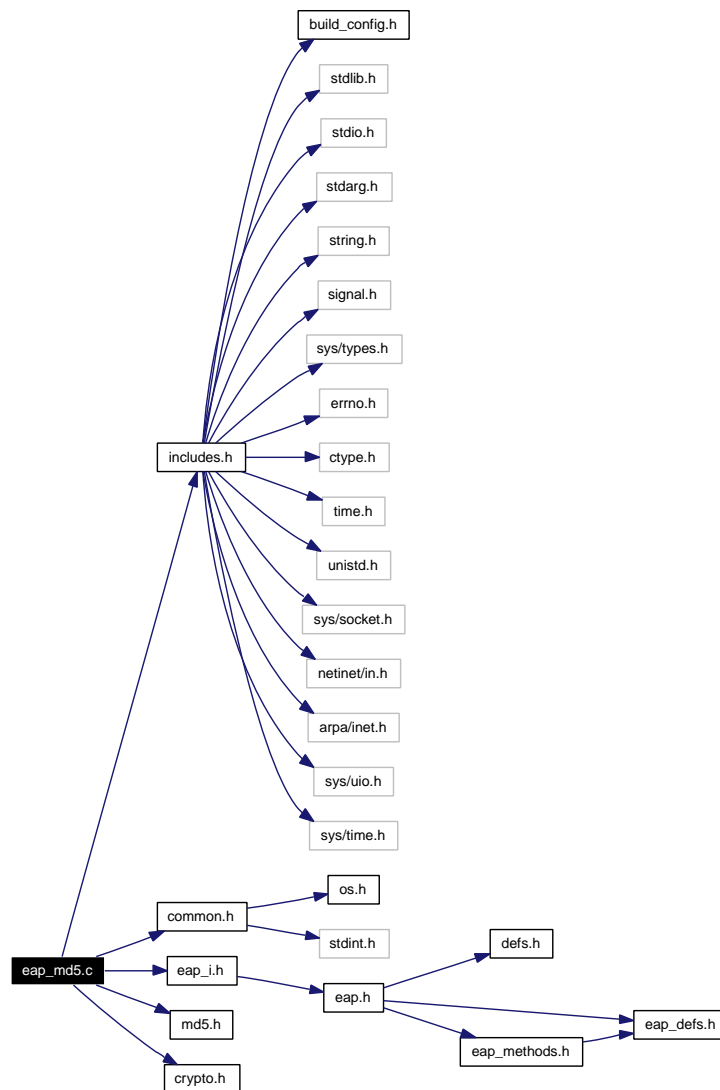 build_config.h
stdlib.h
stdio.h
stdarg.h
string.h
signal.h
sys/types.h
errno.h
includes.h
ctype.h
time.h
unistd.h
sys/socket.h
netinet/in.h
arpa/inet.h
sys/uio.h
sys/time.h
os.h
common.h
stdint.h
defs.h
eap_md5.c
eap_i.h
eap.h
md5.h
eap_defs.h
eap_methods.h
crypto.h